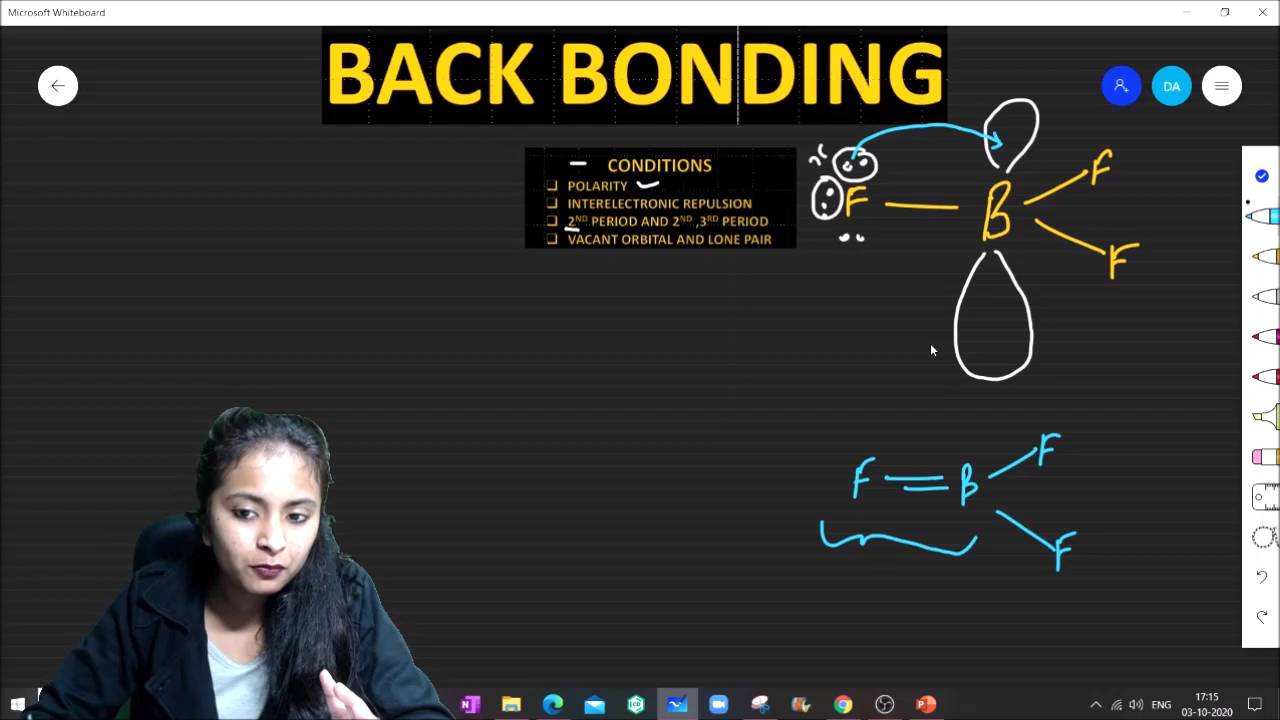 Microsoft Whiteboard
BACK BONDING
DA
CONDITIONS
POLARITY
INTERELECTRONIC REPULSION
2ND PERIOD AND 2ND ,3RD PERIOD
VACANT ORBITAL AND LONE PAIR
F
F B
F
F
F B
F
17:15
ENG
03-10-2020